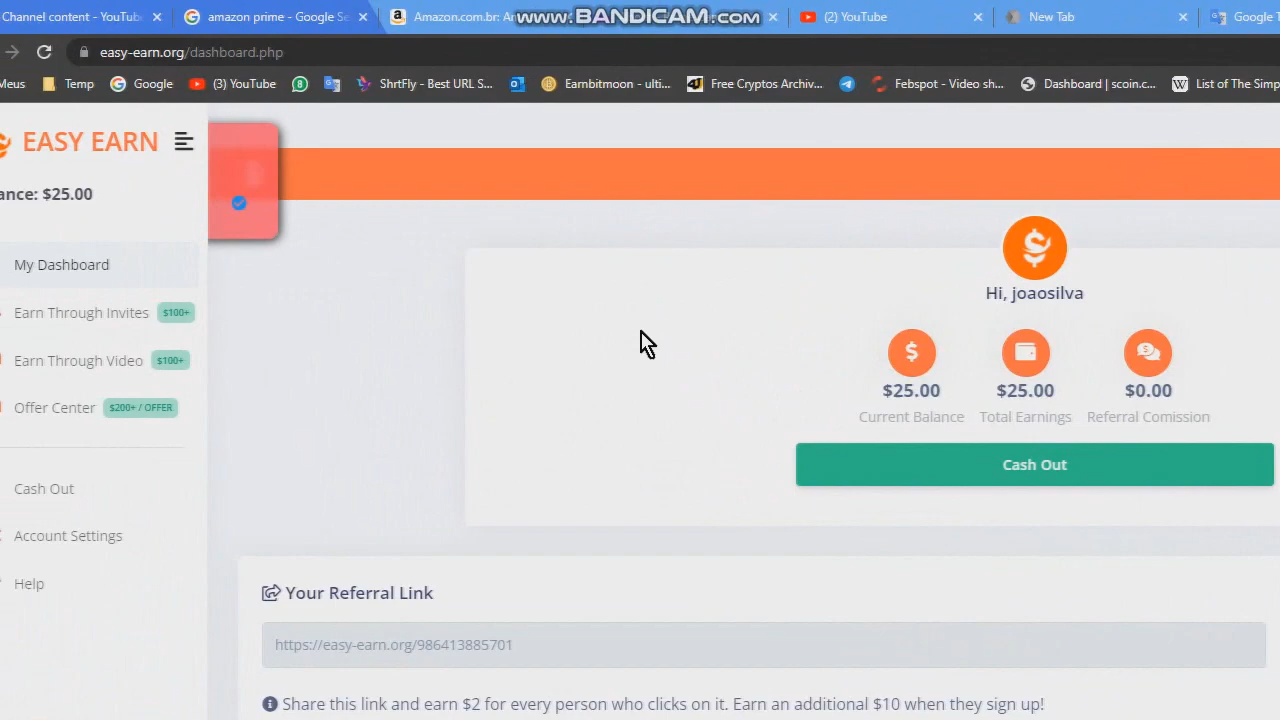 Channel content - YouTube
amazon prime - Google Se
Amazon.com.br: A
www.BANDICAM.com
(2) YouTube
New Tab
Google T
easy-earn.org/dashboard.php
Meus
Temp
Google
(3) YouTube
ShrtFly - Best URL S...
Earnbitmoon - ulti...
Free Cryptos Archiv...
Febspot - Video sh...
Dashboard | scoin.c...
List of The Simp
EASY EARN
ance: $25.00
My Dashboard
Earn Through Invites $100+
Earn Through Video $100+
Offer Center $200+ / OFFER
Cash Out
Account Settings
Help
Hi, joaosilva
$25.00 $25.00 $0.00
Current Balance Total Earnings Referral Comission
Cash Out
Your Referral Link
https://easy-earn.org/986413885701
Share this link and earn $2 for every person who clicks on it. Earn an additional $10 when they sign up!